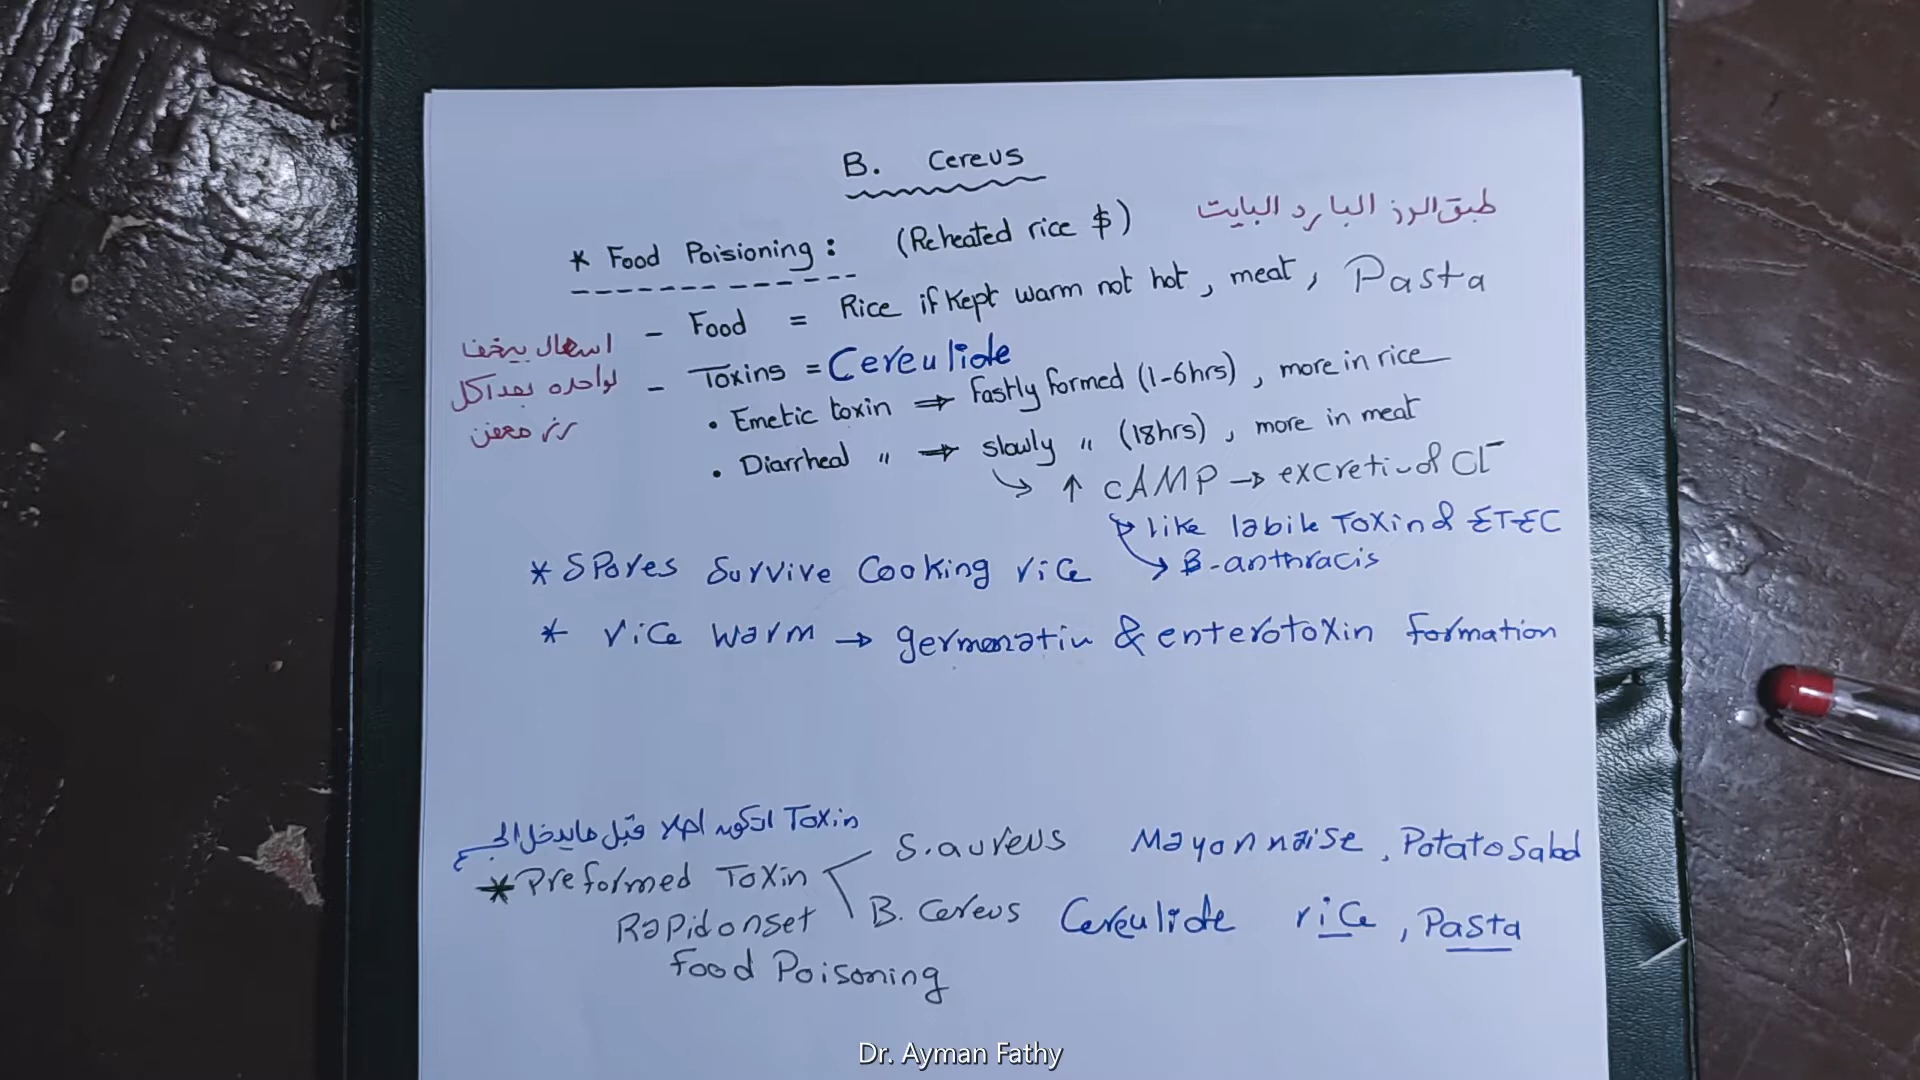 B. Cereus
* Food Poisioning : (Reheated rice $) طبق الرز البارد البايت
- Food = Rice if Kept warm not hot , meat , Pasta
اسهال بيخف
لواحده بعد اكل
رز معفن
- Toxins = Cereulide
• Emetic toxin ⇒ Fastly formed (1-6hrs) , more in rice
• Diarrheal " ⇒ slowly " (18hrs) , more in meat
↑ cAMP → excretion of Cl⁻
like labile Toxin of ETEC
* Spores Survive Cooking rice
→ B-anthracis
* rice warm → & enterotoxin formation
Toxin اتكون اصلا قبل مايدخل
* Preformed Toxin
Rapid onset
Food Poisoning
S. aureus Mayonnaise , Potato Salad
B. Cereus Cereulide rice , Pasta
Dr. Ayman Fathy